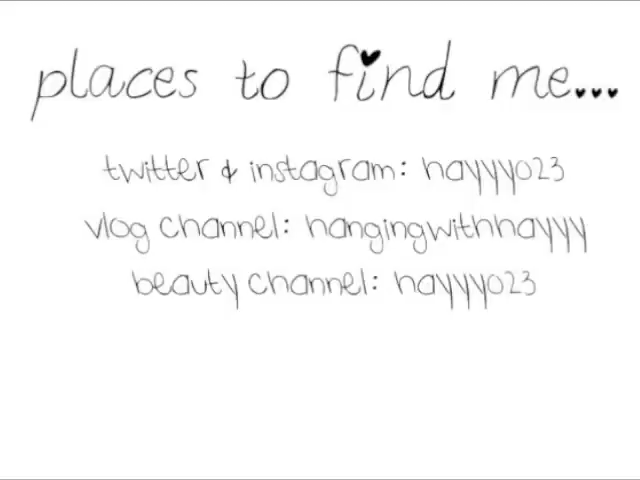 places to find me...
twitter & instagram: hayyyo23
vlog channel: hangingwithhayyy
beauty channel: hayyyo23